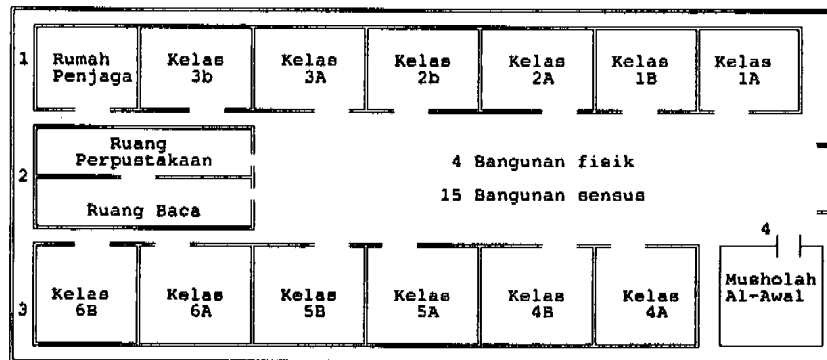 1
Rumah Penjaga
Kelas 3b
Kelas 3A
Kelas 2b
Kelas 2A
Kelas 1B
Kelas 1A
2
Ruang Perpustakaan
Ruang Baca
4 Bangunan fisik
15 Bangunan sensus
3
Kelas 6B
Kelas 6A
Kelas 5B
Kelas 5A
Kelas 4B
Kelas 4A
4
Musholah Al-Awal